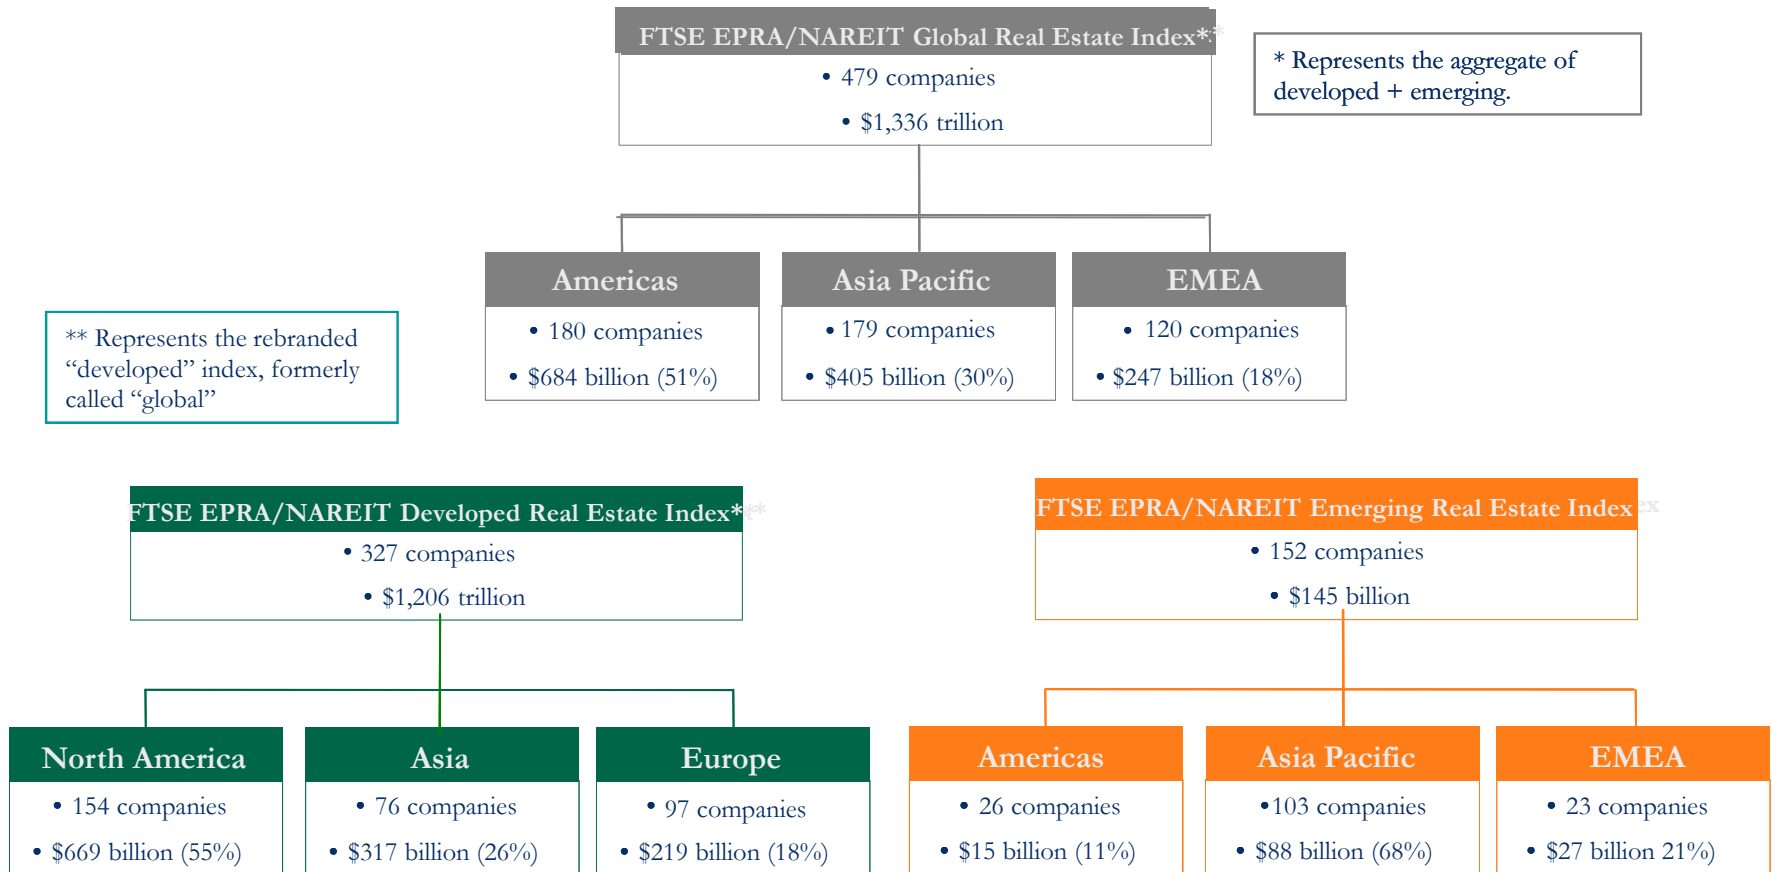 FTSE EPRA/NAREIT Global Real Estate Index*
• 479 companies
• $1,336 trillion
* Represents the aggregate of
developed + emerging.
Americas
• 180 companies
• $684 billion (51%)
Asia Pacific
• 179 companies
• $405 billion (30%)
EMEA
• 120 companies
• $247 billion (18%)
** Represents the rebranded
“developed” index, formerly
called “global”
FTSE EPRA/NAREIT Developed Real Estate Index**
• 327 companies
• $1,206 trillion
FTSE EPRA/NAREIT Emerging Real Estate Index
• 152 companies
• $145 billion
North America
• 154 companies
• $669 billion (55%)
Asia
• 76 companies
• $317 billion (26%)
Europe
• 97 companies
• $219 billion (18%)
Americas
• 26 companies
• $15 billion (11%)
Asia Pacific
•103 companies
• $88 billion (68%)
EMEA
• 23 companies
• $27 billion 21%)